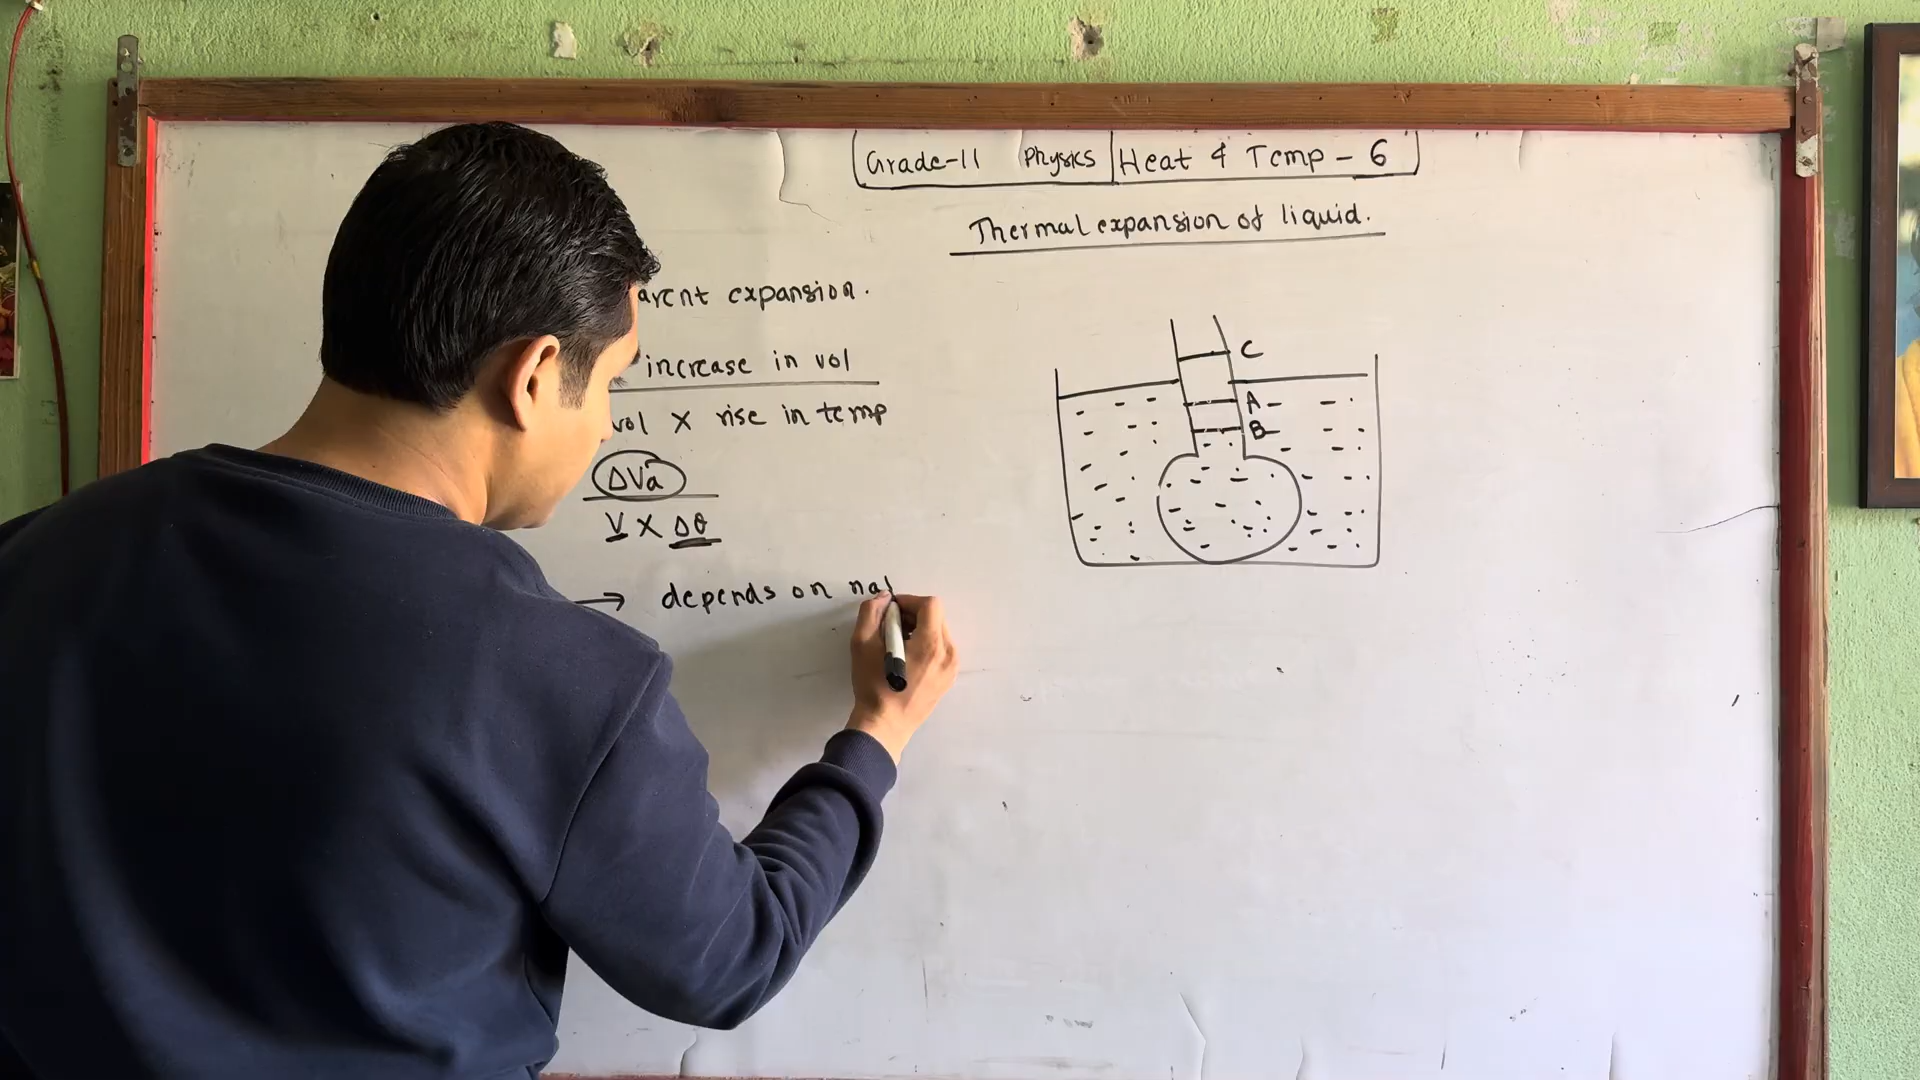 Grade-11 Physics Heat & Temp - 6
Thermal expansion of liquid.
arent expansion.
increase in vol
vol X rise in temp
ΔVa
V X Δθ
→ depends on nat
C
A
B